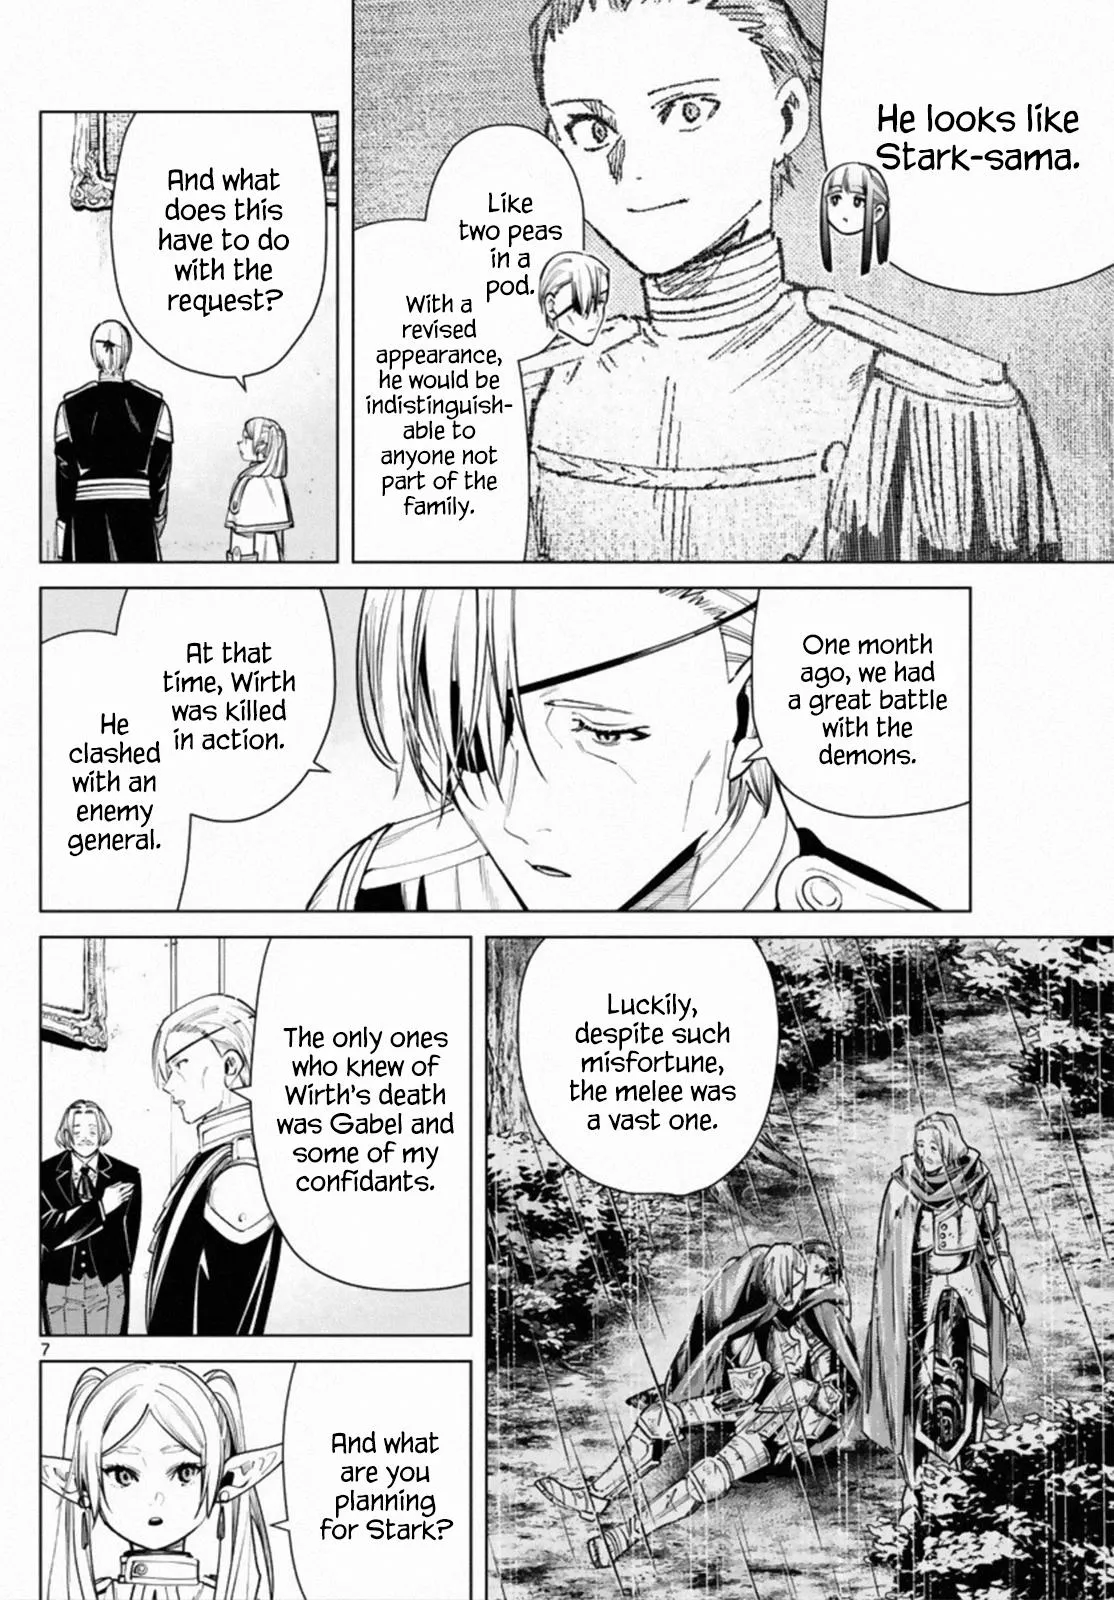 He looks like
Stark-sama.
Like
two peas
in a
pod.
With a
revised
appearance,
he would be
indistinguish-
able to
anyone not
part of the
family.
And what
does this
have to do
with the
request?
One month
ago, we had
a great battle
with the
demons.
At that
time, Wirth
was killed
in action.
He
clashed
with an
enemy
general.
Luckily,
despite such
misfortune,
the melee was
a vast one.
The only ones
who knew of
Wirth's death
was Gabel and
some of my
confidants.
7
And what
are you
planning
for Stark?